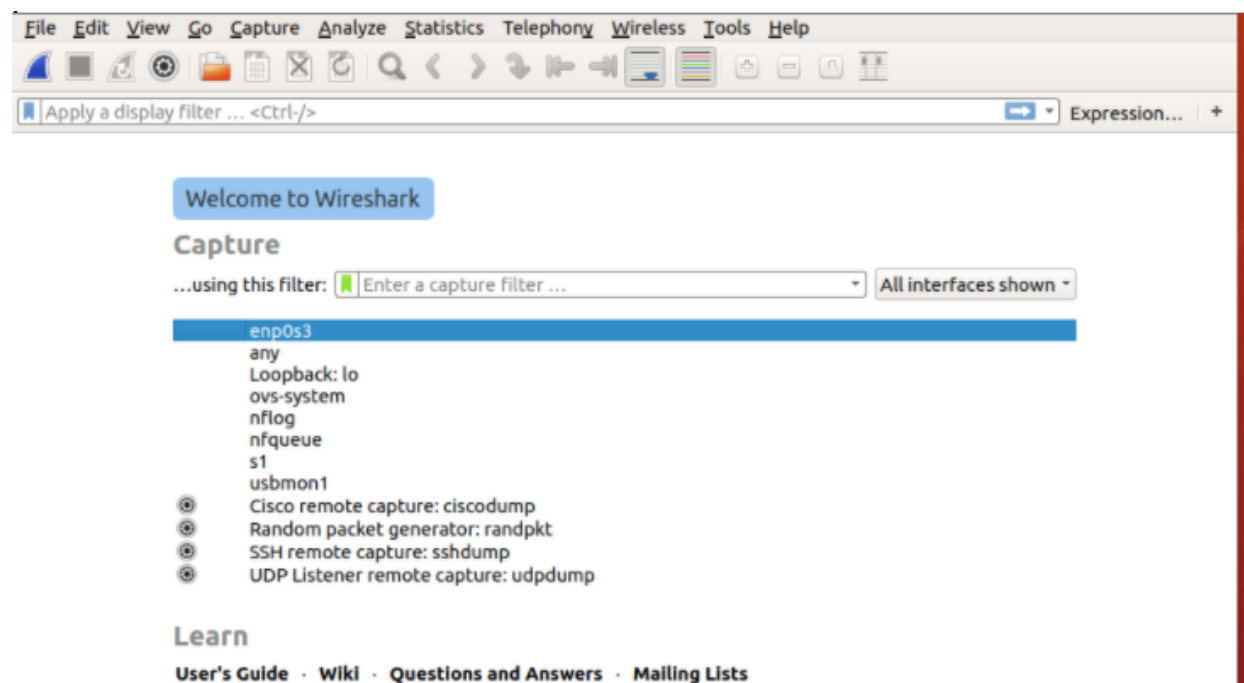 File Edit View Go Capture Analyze Statistics Telephony Wireless Tools Help
Apply a display filter ... <Ctrl-/> Expression... +
Welcome to Wireshark
Capture
...using this filter: Enter a capture filter ... All interfaces shown
enp0s3
any
Loopback: lo
ovs-system
nflog
nfqueue
s1
usbmon1
Cisco remote capture: ciscodump
Random packet generator: randpkt
SSH remote capture: sshdump
UDP Listener remote capture: udpdump
Learn
User's Guide · Wiki · Questions and Answers · Mailing Lists